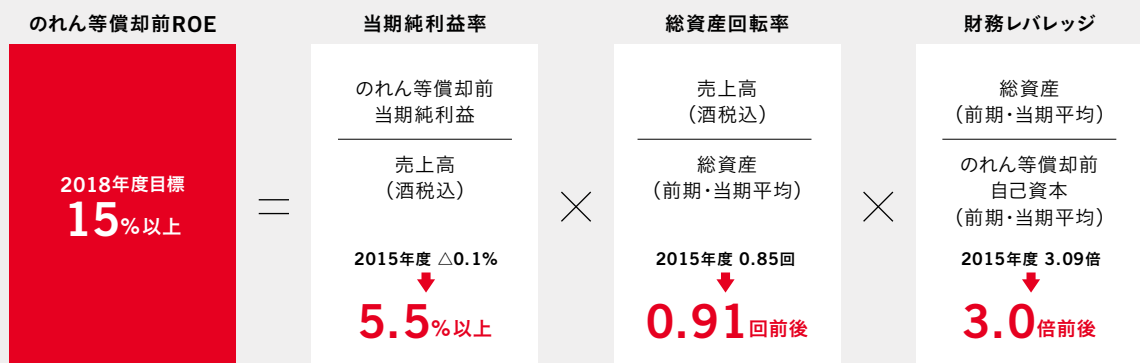 のれん等償却前ROE
2018年度目標
15%以上
=
当期純利益率
のれん等償却前
当期純利益
売上高
(酒税込)
2015年度 △0.1%
5.5%以上
×
総資産回転率
売上高
(酒税込)
総資産
(前期・当期平均)
2015年度 0.85回
0.91回前後
×
財務レバレッジ
総資産
(前期・当期平均)
のれん等償却前
自己資本
(前期・当期平均)
2015年度 3.09倍
3.0倍前後